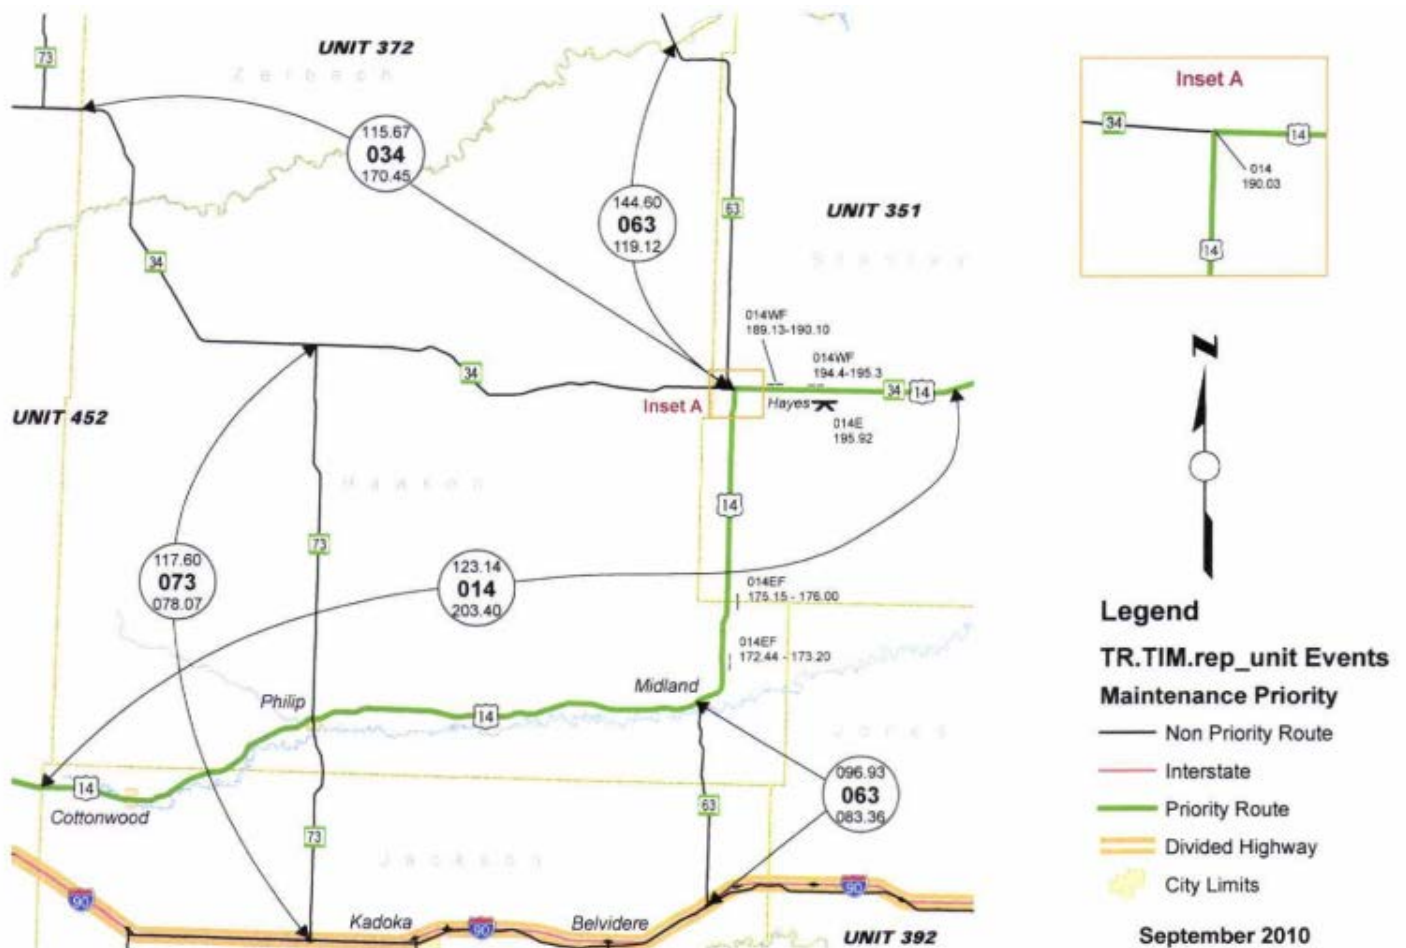 UNIT 372
73
Ziebach
115.67
034
170.45
144.60
063
119.12
63
UNIT 351
Stanley
34
014WF
189.13-190.10
014WF
194.4-195.3
34
34
14
Inset A
Hayes
014E
195.92
UNIT 452
Haakon
14
73
117.60
073
078.07
123.14
014
203.40
014EF
175.15 - 176.00
014EF
172.44 - 173.20
Midland
Philip
14
Jones
14
Cottonwood
096.93
063
083.36
63
73
Jackson
90
90
Kadoka
90
Belvidere
UNIT 392
Inset A
34
14
014
190.03
14
N
Legend
TR.TIM.rep_unit Events
Maintenance Priority
Non Priority Route
Interstate
Priority Route
Divided Highway
City Limits
September 2010